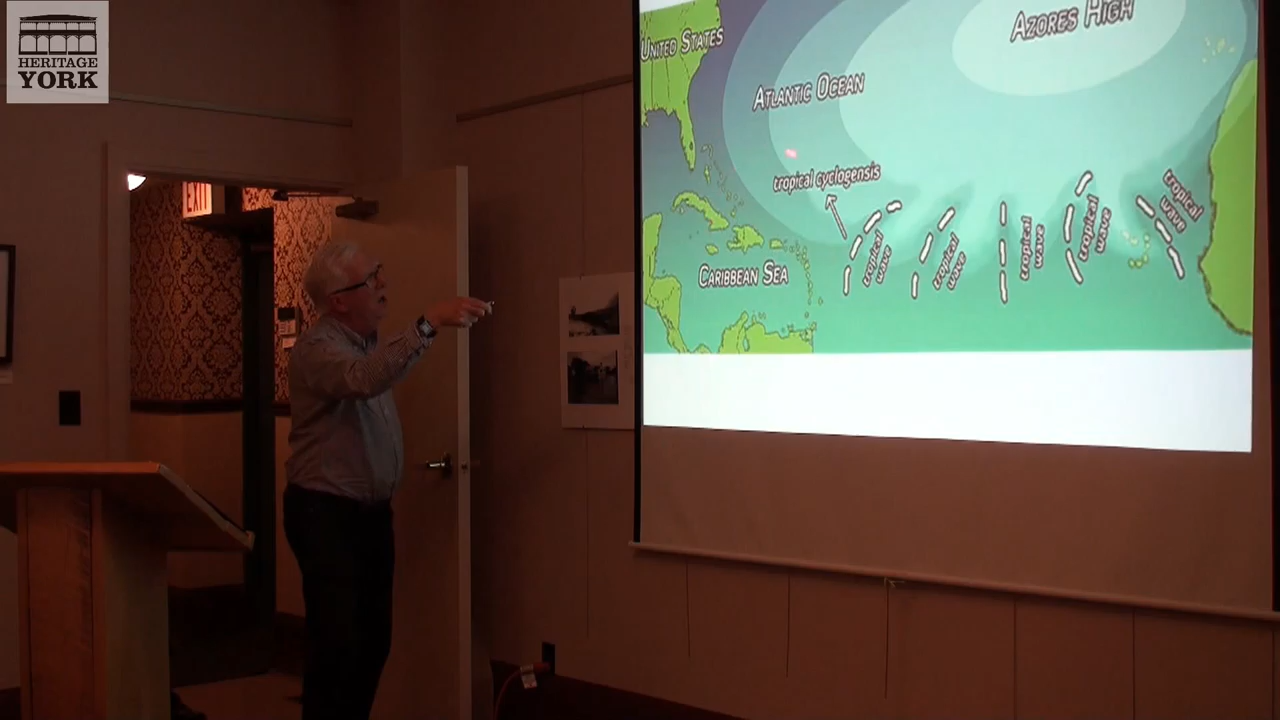 HERITAGE
YORK
EXIT
UNITED STATES
AZORES HIGH
ATLANTIC OCEAN
tropical cyclogensis
CARIBBEAN SEA
tropical
wave
tropical
wave
tropical
wave
tropical
wave
tropical
wave